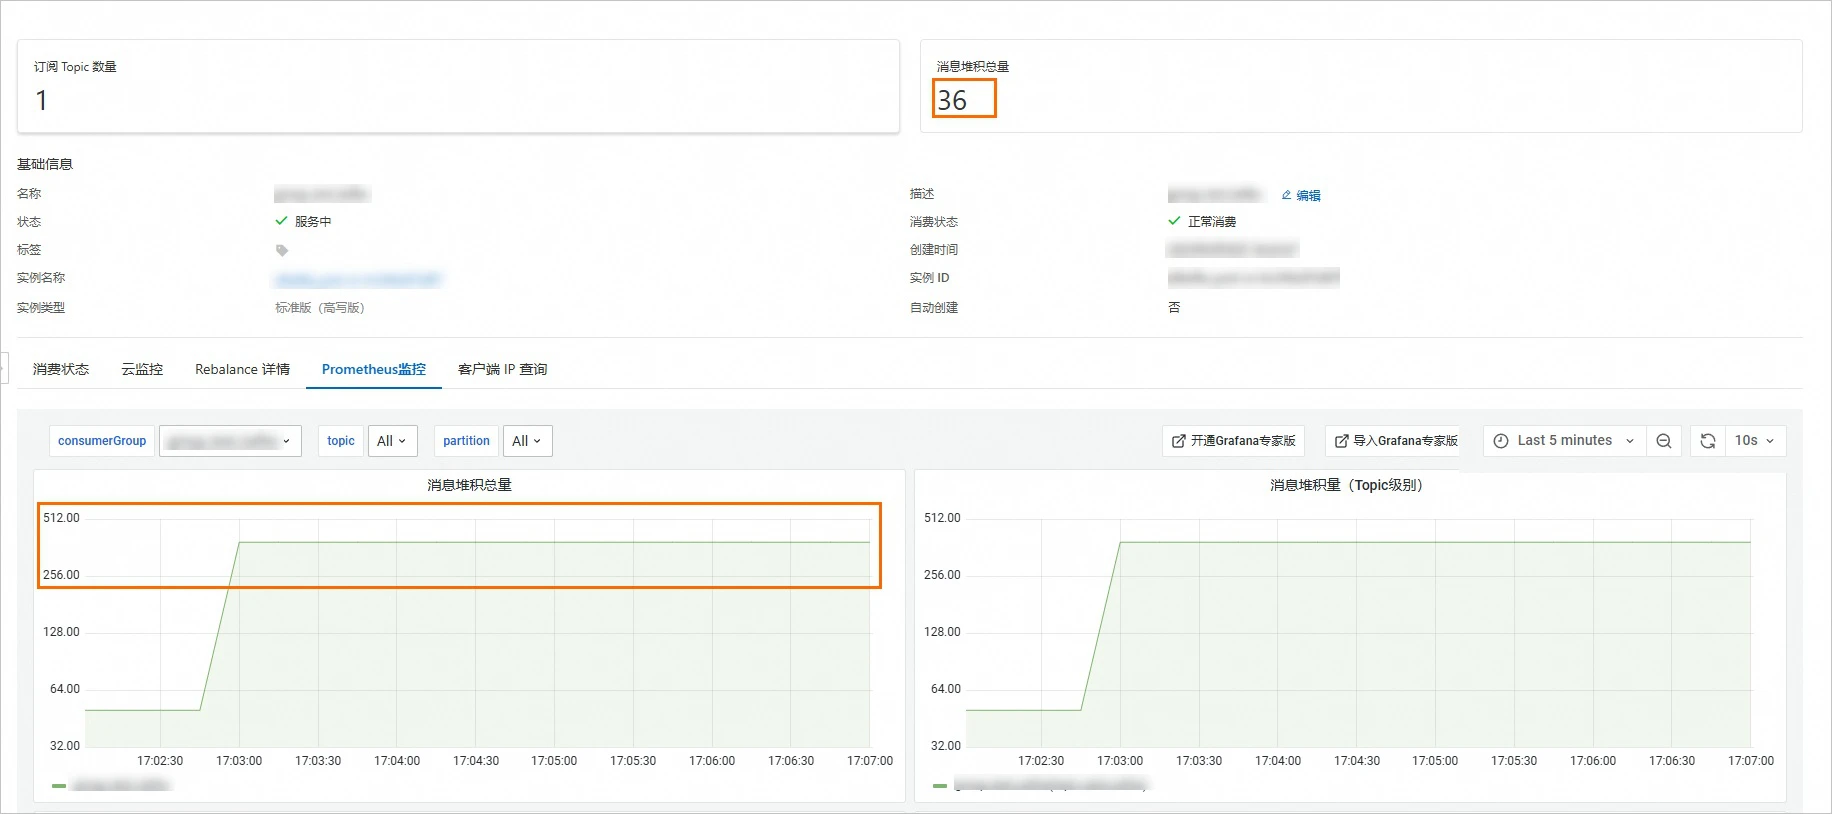 订阅 Topic 数量
1
消息堆积总量
36
基础信息
名称
描述
编辑
状态
服务中
消费状态
正常消费
标签
创建时间
实例名称
实例 ID
实例类型
标准版（高写版）
自动创建
否
消费状态 云监控 Rebalance 详情 Prometheus监控 客户端 IP 查询
consumerGroup
topic All partition All
开通Grafana专家版 导入Grafana专家版 Last 5 minutes 10s
消息堆积总量
512.00
256.00
128.00
64.00
32.00
17:02:30 17:03:00 17:03:30 17:04:00 17:04:30 17:05:00 17:05:30 17:06:00 17:06:30 17:07:00
消息堆积量（Topic级别）
512.00
256.00
128.00
64.00
32.00
17:02:30 17:03:00 17:03:30 17:04:00 17:04:30 17:05:00 17:05:30 17:06:00 17:06:30 17:07:00